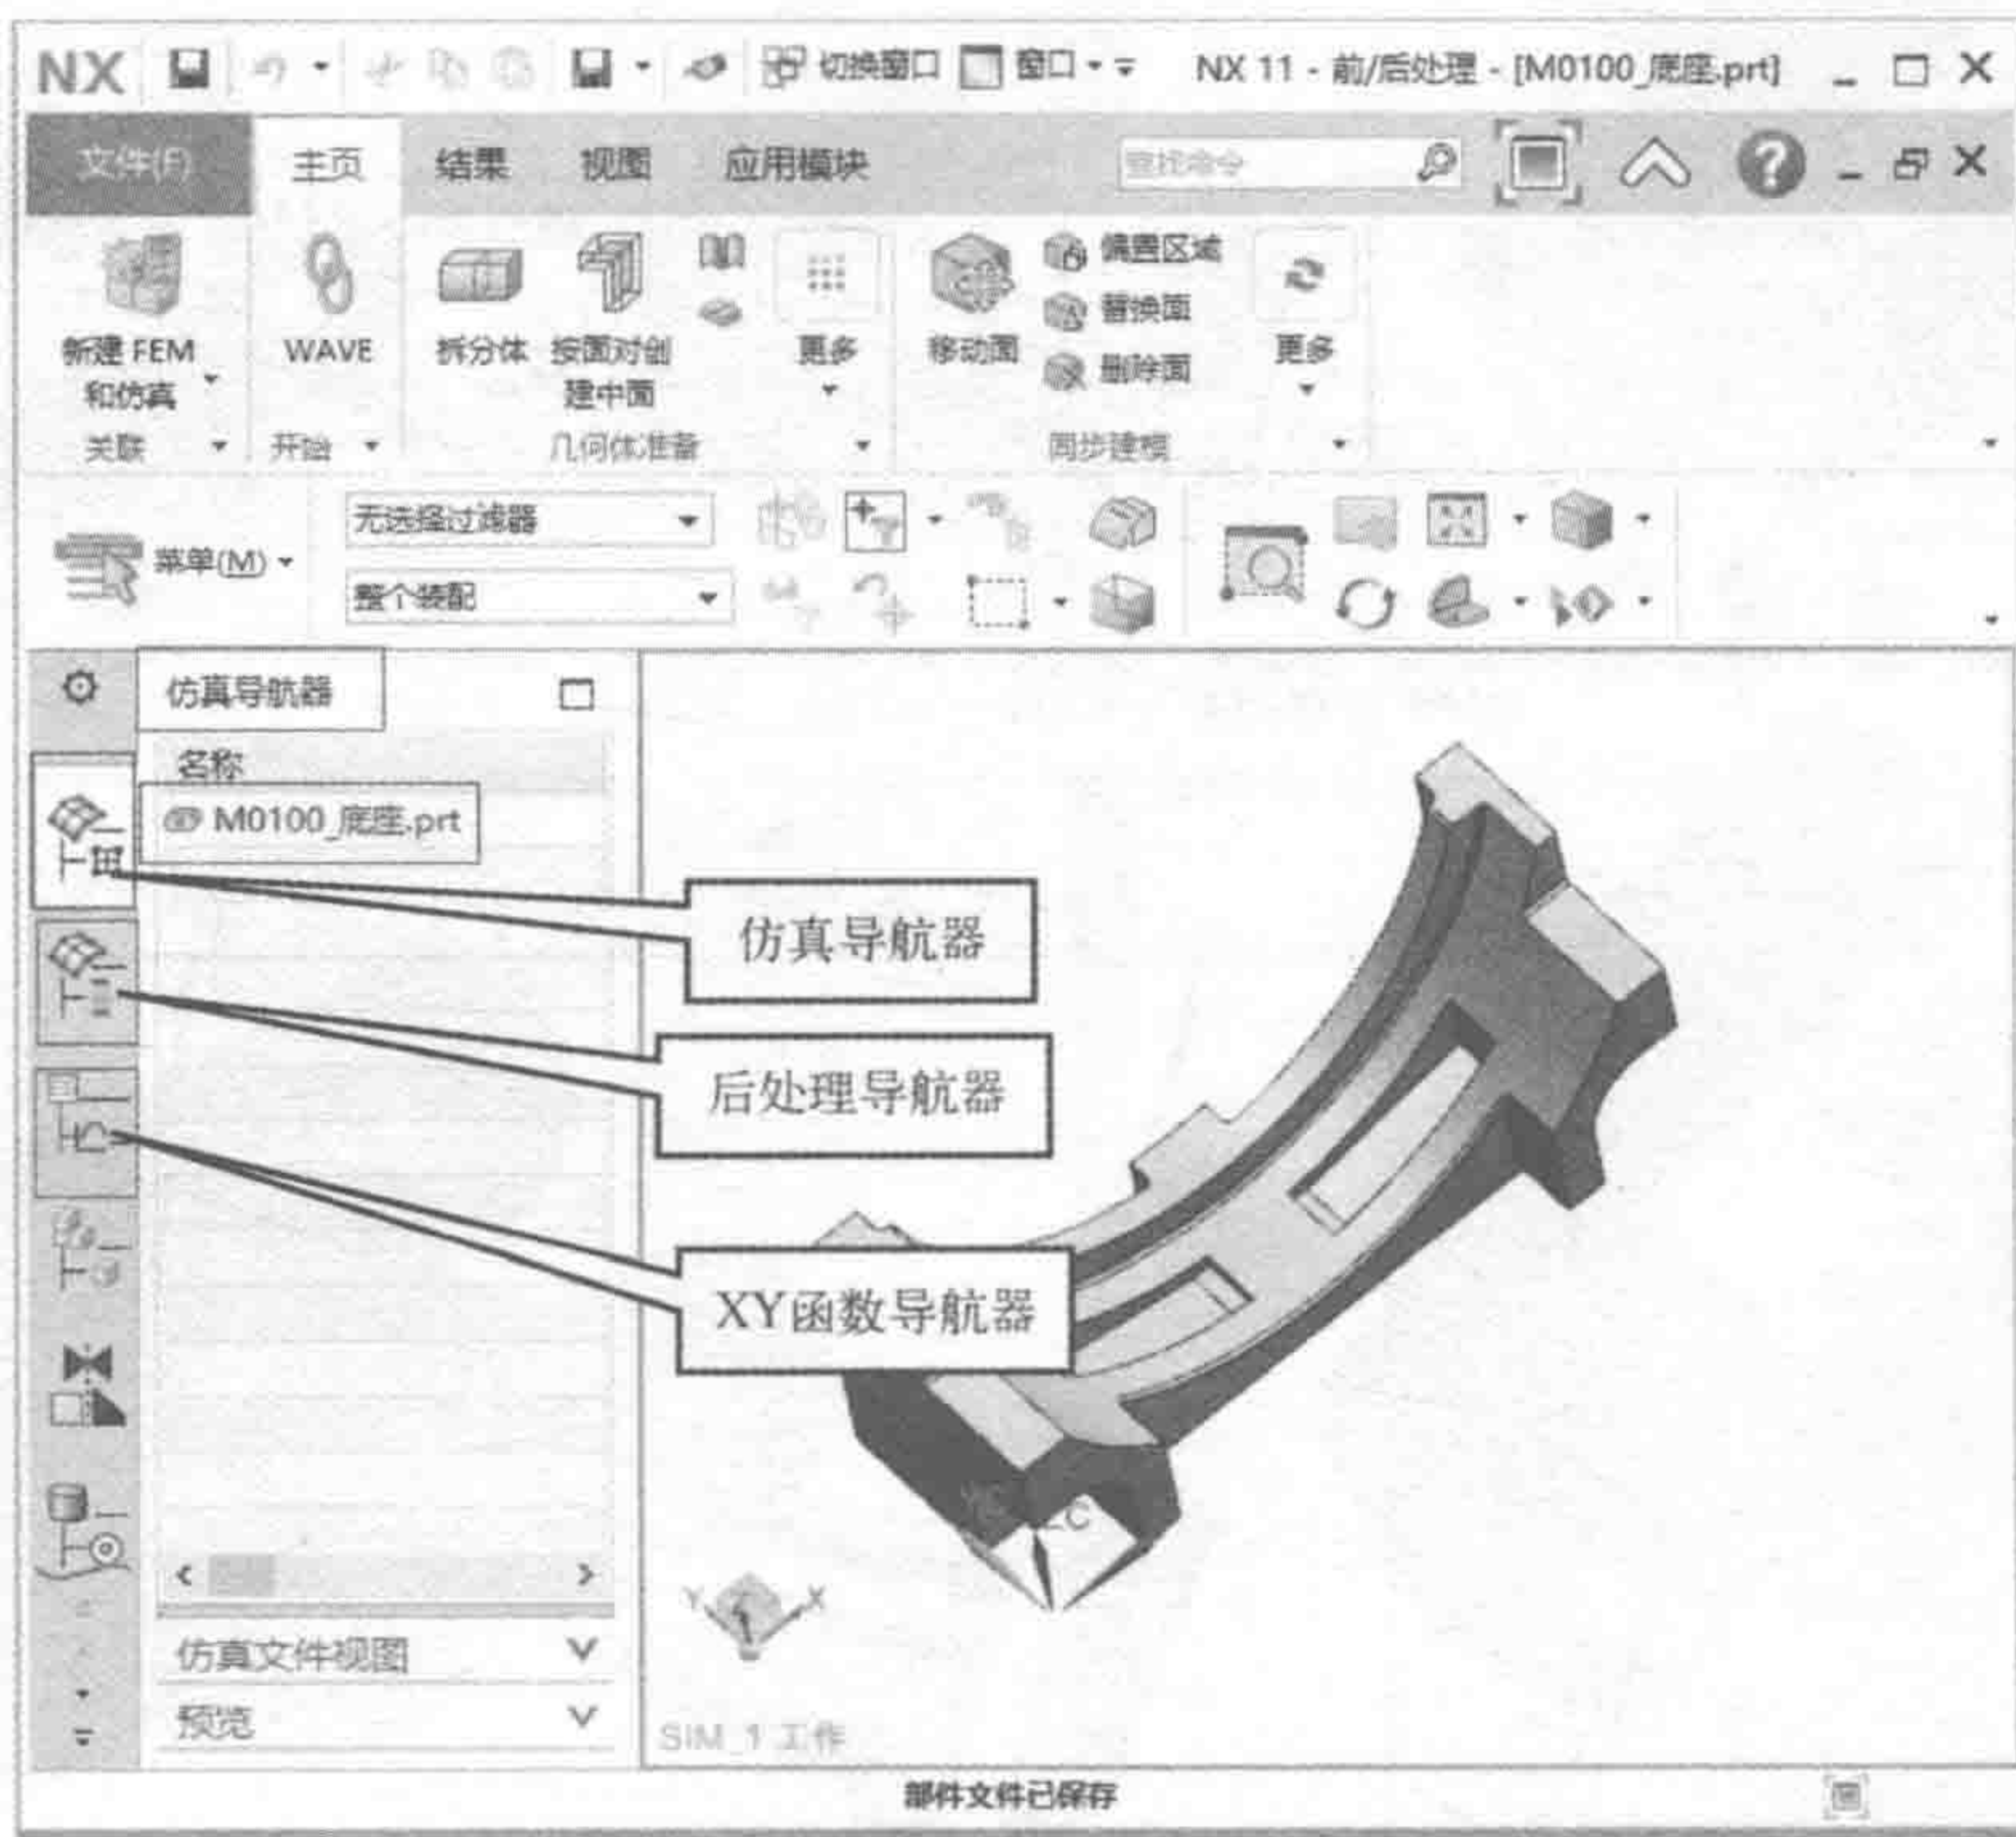 NX 切换窗口 窗口 NX 11 - 前/后处理 - [M0100_底座.prt]
文件(F) 主页 结果 视图 应用模块 查找命令
偏置区域
替换面
新建 FEM WAVE 拆分体 按面对创 更多 移动面 更多
删除面
和仿真 建中面
关联 开始 几何体准备 同步建模
无选择过滤器
菜单(M)
整个装配
仿真导航器
名称
M0100_底座.prt
仿真导航器
后处理导航器
XY函数导航器
Y X
仿真文件视图
预览
SIM_1 工作
部件文件已保存